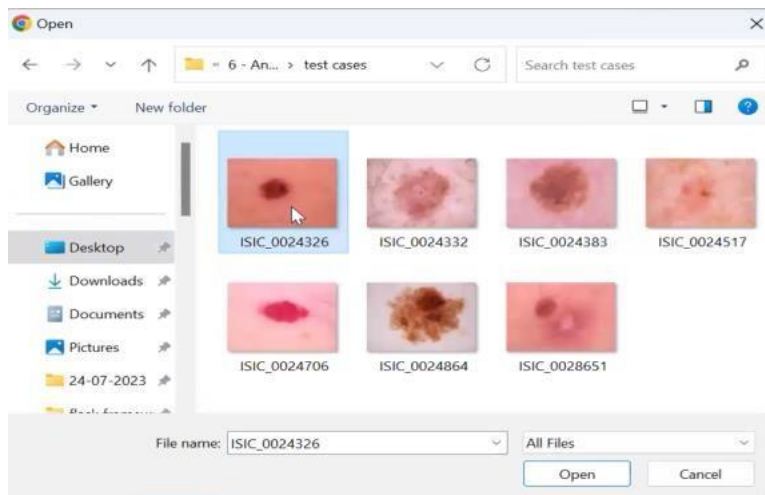 Open
« 6 - An... > test cases
Search test cases
Organize
New folder
Home
Gallery
Desktop
Downloads
Documents
Pictures
24-07-2023
ISIC_0024326
ISIC_0024332
ISIC_0024383
ISIC_0024517
ISIC_0024706
ISIC_0024864
ISIC_0028651
File name: ISIC_0024326
All Files
Open
Cancel